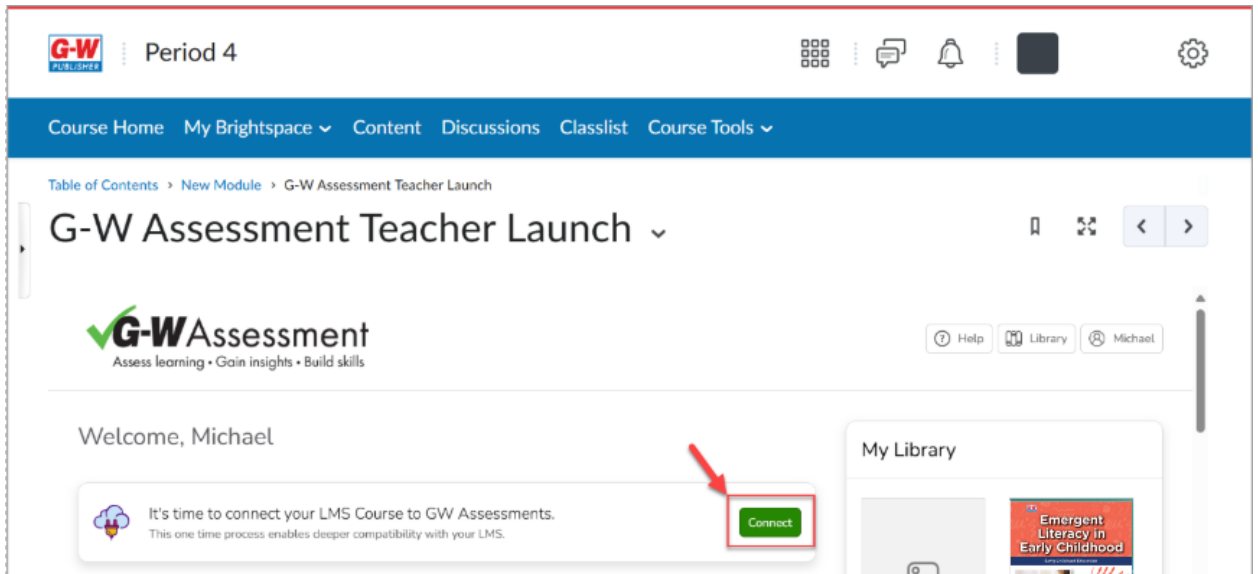 G-W
PUBLISHER
Period 4
Course Home My Brightspace Content Discussions Classlist Course Tools
Table of Contents > New Module > G-W Assessment Teacher Launch
G-W Assessment Teacher Launch
G-W Assessment
Assess learning • Gain insights • Build skills
Help Library Michael
Welcome, Michael
My Library
It's time to connect your LMS Course to GW Assessments.
This one time process enables deeper compatibility with your LMS.
Connect
Emergent
Literacy in
Early Childhood